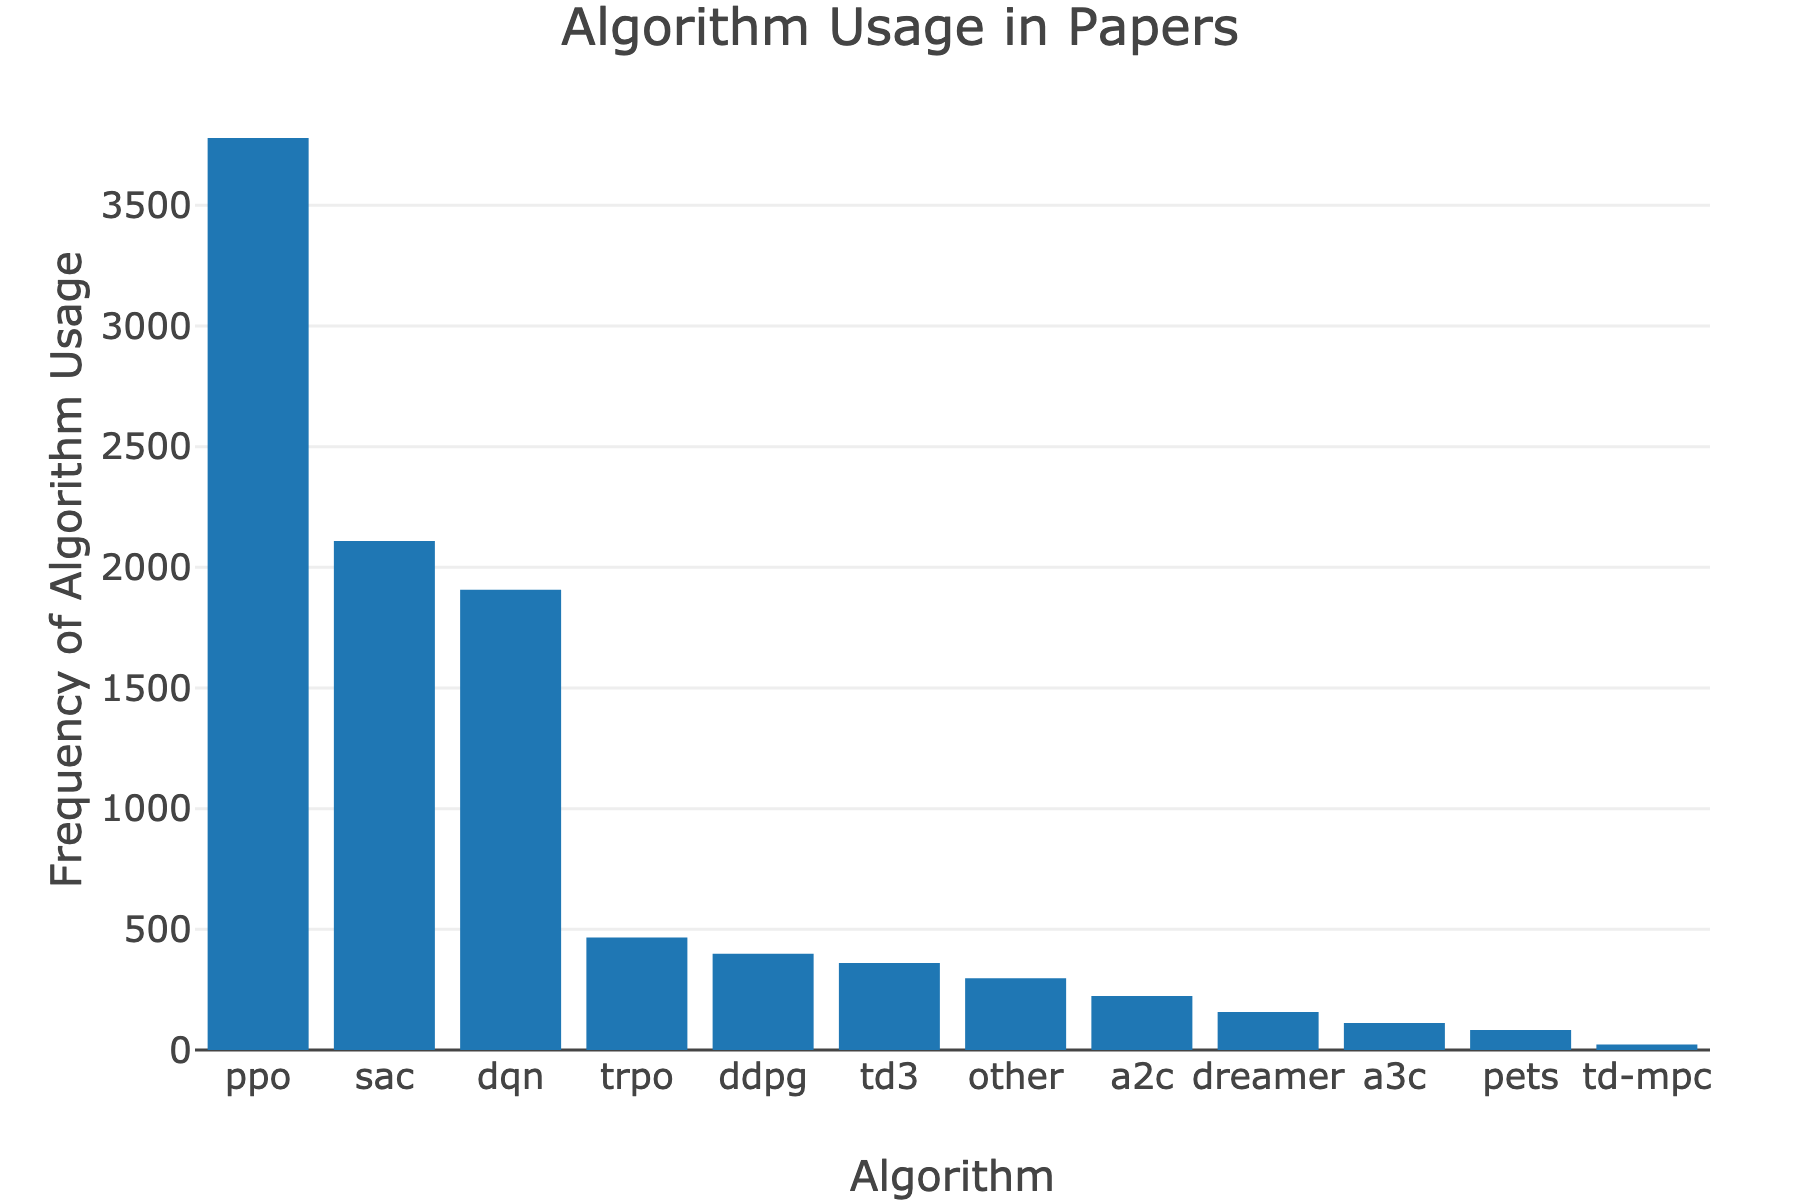 Algorithm Usage in Papers
Frequency of Algorithm Usage
3500
3000
2500
2000
1500
1000
500
0
ppo sac dqn trpo ddpg td3 other a2c dreamer a3c pets td-mpc
Algorithm